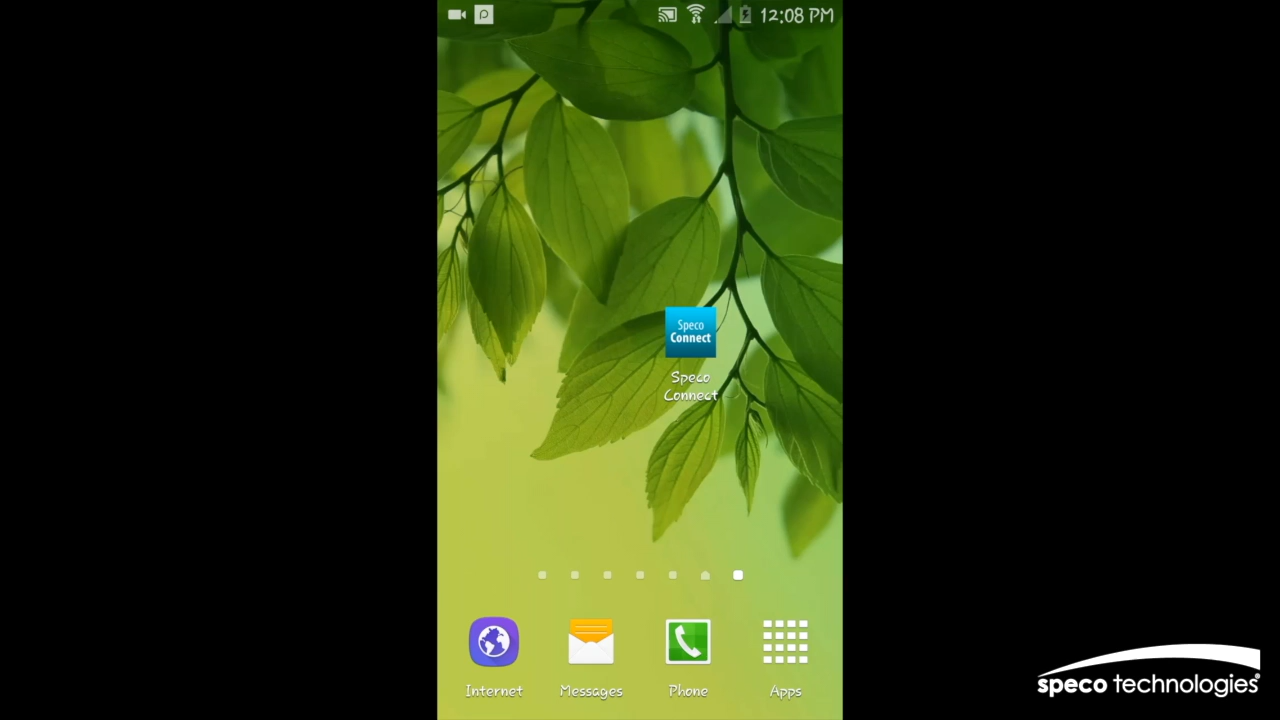 12:08 PM
Speco
Connect
Speco
Connect
Internet
Messages
Phone
Apps
speco technologies®